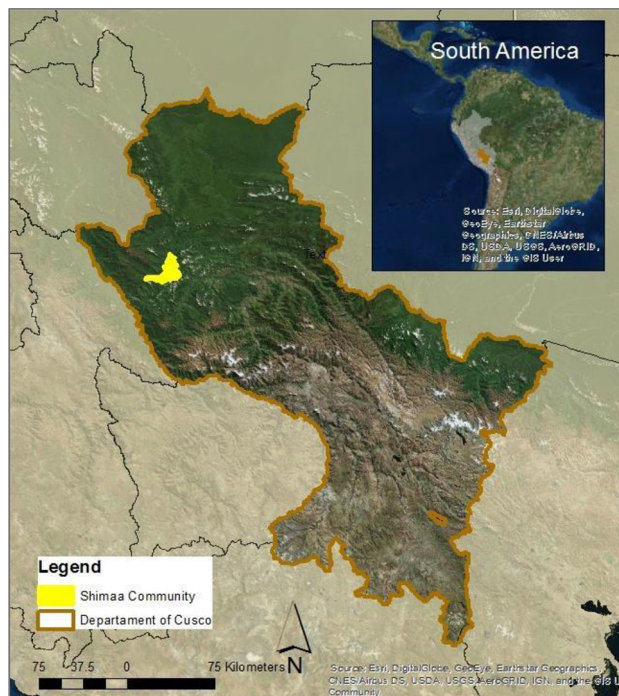 South America
Source: Esri, DigitalGlobe,
GeoEye, Earthstar
Geographics, CNES/Airbus
DS, USDA, USGS, AeroGRID,
IGN, and the GIS User
Text
Legend
Shimaa Community
Departament of Cusco
75 37.5 0 75 Kilometers
N
Source: Esri, DigitalGlobe, GeoEye, Earthstar Geographics,
CNES/Airbus DS, USDA, USGS, AeroGRID, IGN, and the GIS U
Community